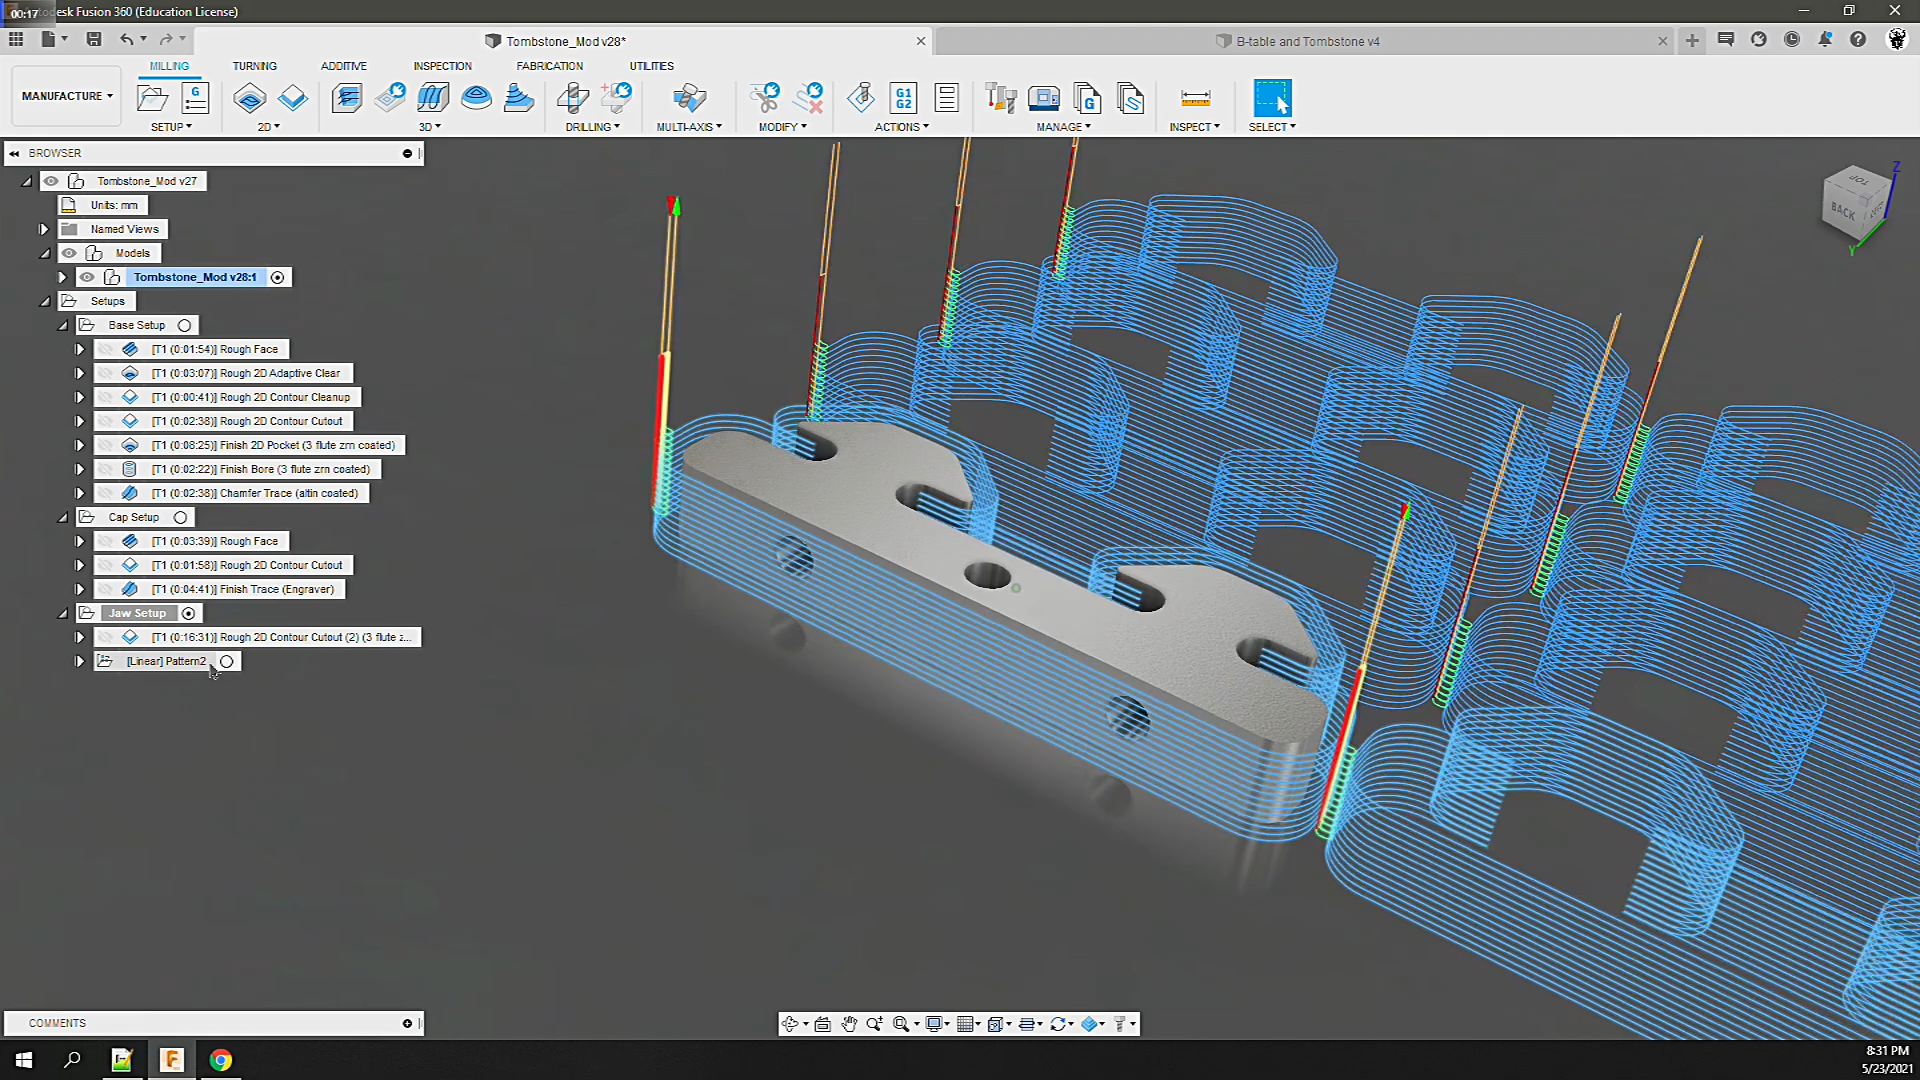 00:17
odesk Fusion 360 (Education License)
Tombstone_Mod v28*
B-table and Tombstone v4
MILLING TURNING ADDITIVE INSPECTION FABRICATION UTILITIES
MANUFACTURE
G
G1
G2
G
SETUP 2D 3D DRILLING MULTI-AXIS MODIFY ACTIONS MANAGE INSPECT SELECT
BROWSER
Tombstone_Mod v27
Units: mm
Named Views
Models
Tombstone_Mod v28:1
Setups
Base Setup
[T1 (0:01:54)] Rough Face
[T1 (0:03:07)] Rough 2D Adaptive Clear
[T1 (0:00:41)] Rough 2D Contour Cleanup
[T1 (0:02:38)] Rough 2D Contour Cutout
[T1 (0:08:25)] Finish 2D Pocket (3 flute zrn coated)
[T1 (0:02:22)] Finish Bore (3 flute zrn coated)
[T1 (0:02:38)] Chamfer Trace (altin coated)
Cap Setup
[T1 (0:03:39)] Rough Face
[T1 (0:01:58)] Rough 2D Contour Cutout
[T1 (0:04:41)] Finish Trace (Engraver)
Jaw Setup
[T1 (0:16:31)] Rough 2D Contour Cutout (2) (3 flute z...
[Linear] Pattern2
Z
TOP
BACK
Y
COMMENTS
8:31 PM
5/23/2021